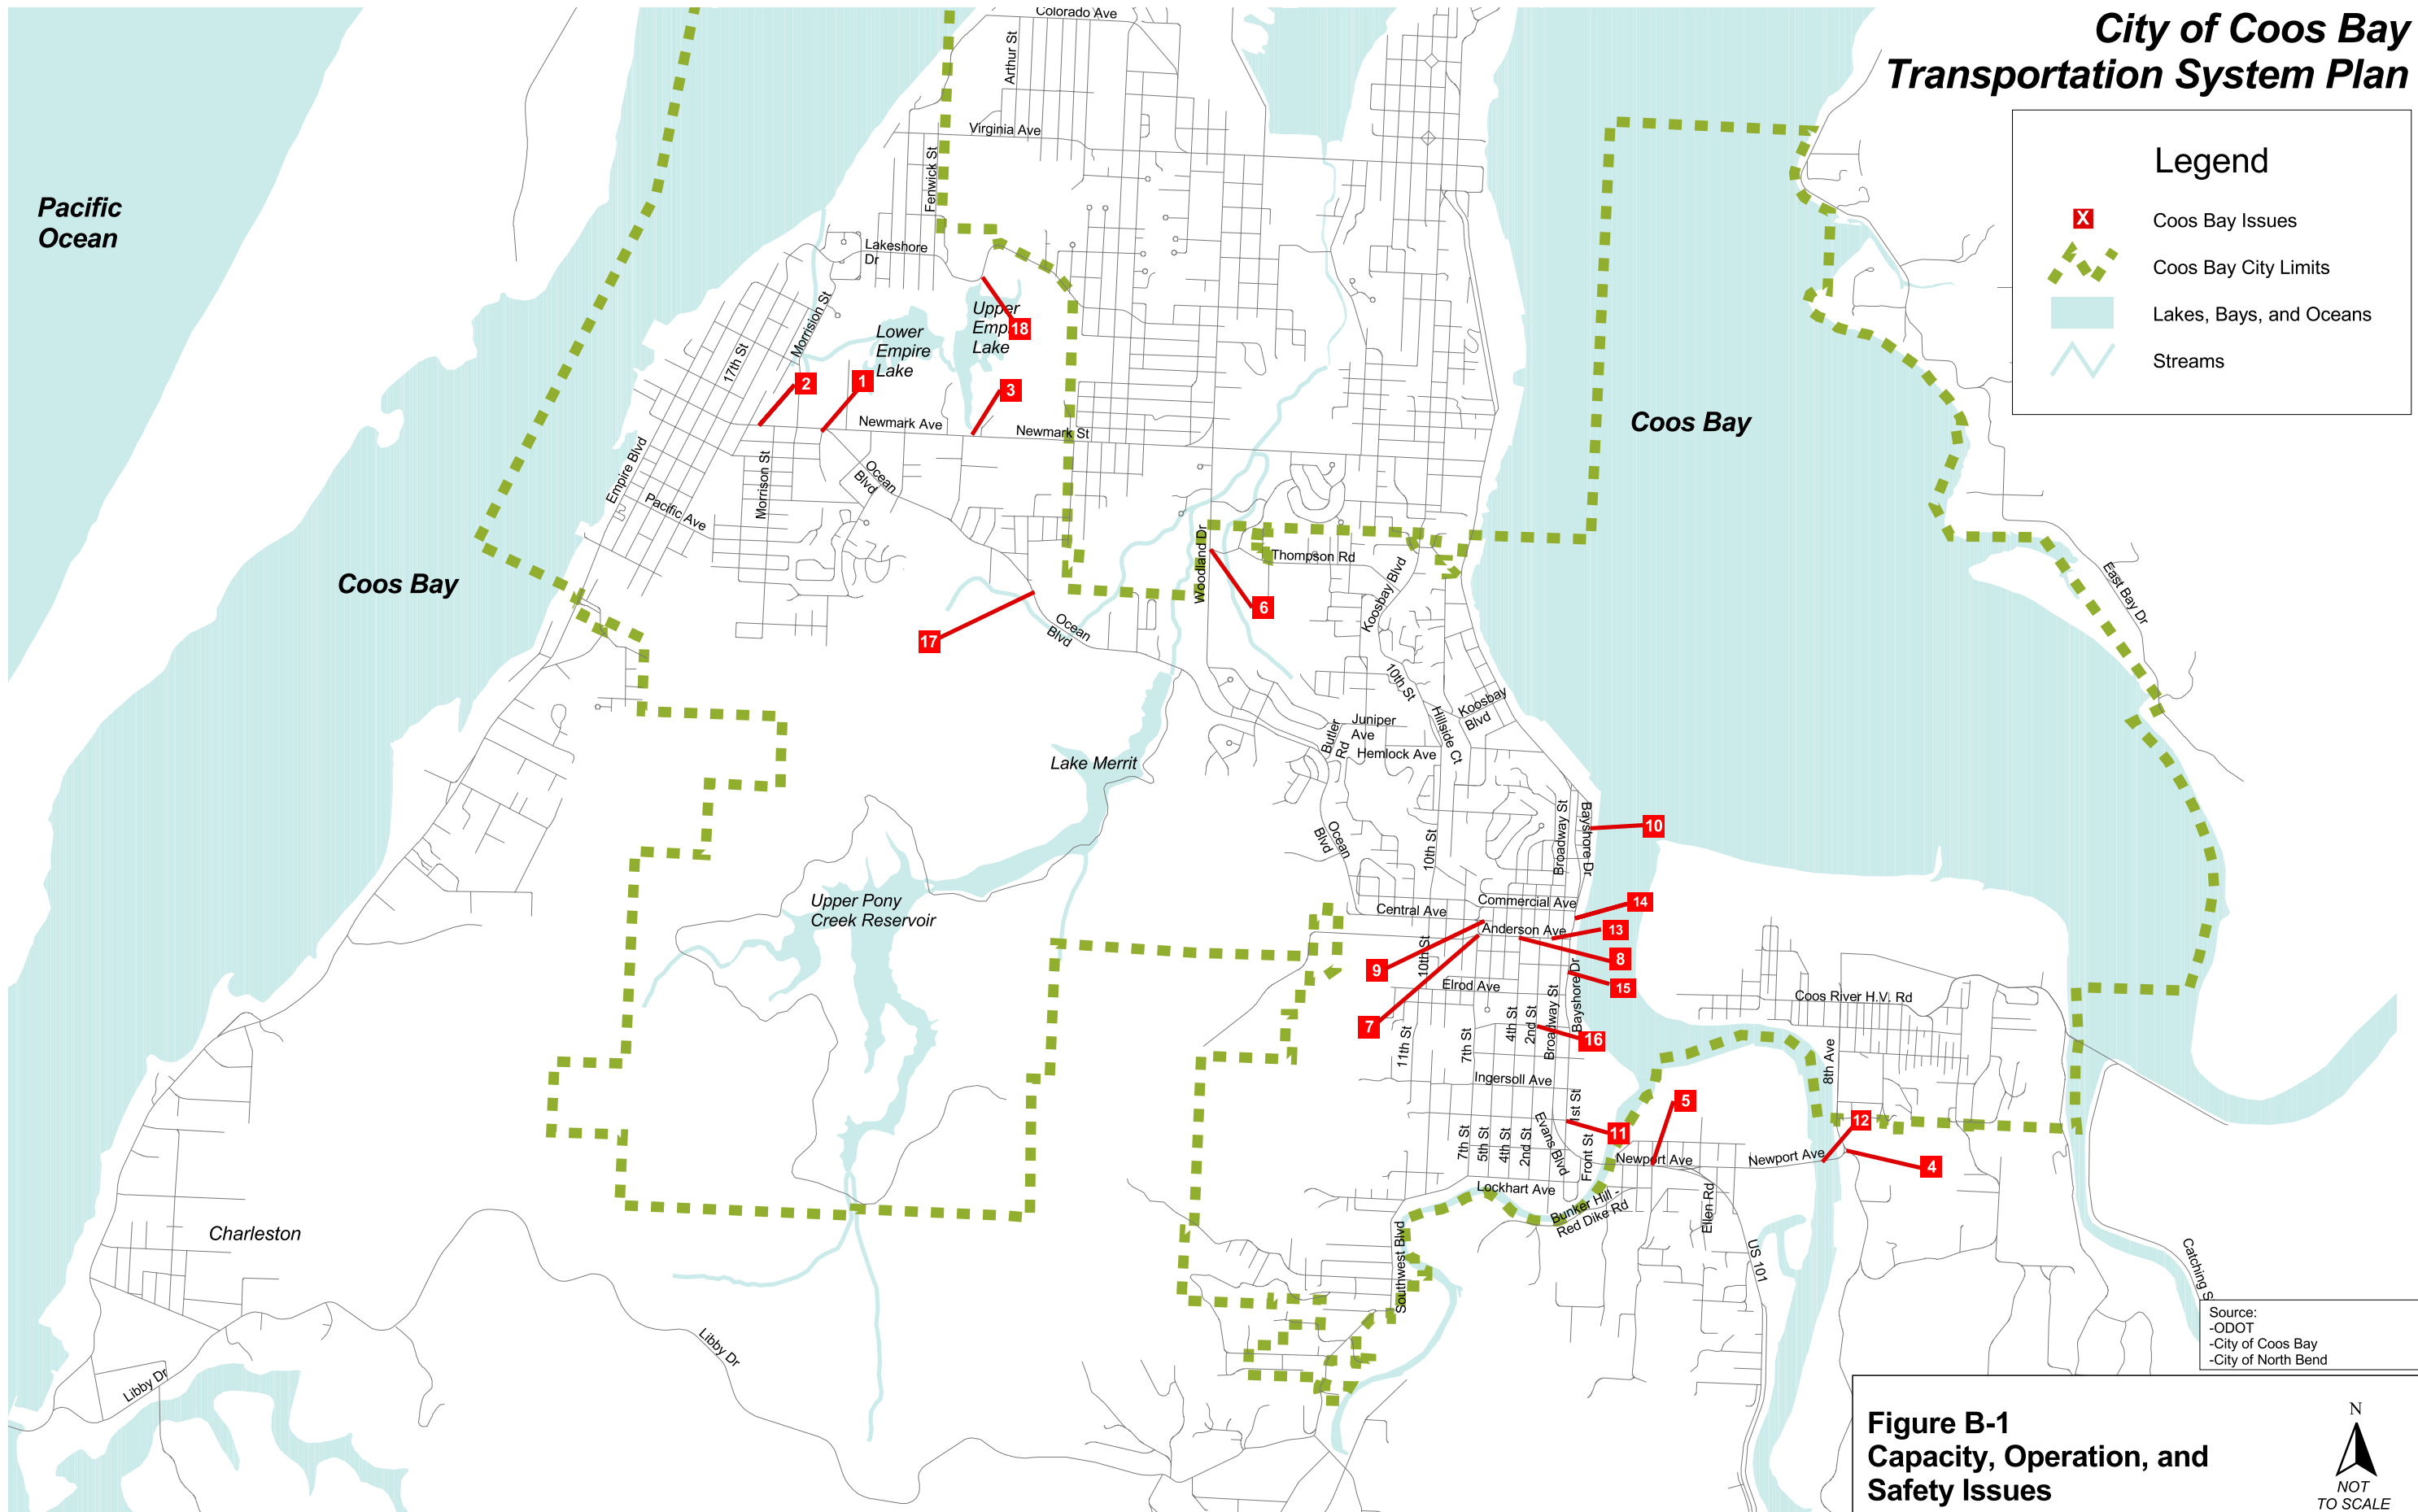 City of Coos Bay
Transportation System Plan
Legend
X
Coos Bay Issues
Coos Bay City Limits
Lakes, Bays, and Oceans
Streams
Colorado Ave
Arthur St
Virginia Ave
Fenwick St
Pacific
Ocean
Lakeshore
Dr
Morrision St
Upper
Empire
Lake
18
Lower
Empire
Lake
17th St
2
1
3
Newmark Ave
Newmark St
Coos Bay
Empire Blvd
Morrison St
Ocean
Blvd
Pacific Ave
Woodland Dr
Thompson Rd
Koosbay Blvd
East Bay Dr
Coos Bay
6
17
Ocean
Blvd
10th St
Koosbay
Blvd
Hillside Ct
Juniper
Ave
Butler
Rd
Hemlock Ave
Lake Merrit
Broadway St
Bayshore Dr
10
Ocean
Blvd
10th St
Upper Pony
Creek Reservoir
Commercial Ave
14
Central Ave
Anderson Ave
13
10th St
8
9
Bayshore Dr
15
Elrod Ave
Coos River H.V. Rd
7
11th St
7th St
4th St
2nd St
Broadway St
16
8th Ave
Ingersoll Ave
1st St
5
12
11
7th St
5th St
4th St
2nd St
Evans Blvd
Front St
Newport Ave
Newport Ave
4
Lockhart Ave
Bunker Hill -
Red Dike Rd
Ellen Rd
Southwest Blvd
US 101
Charleston
Catching S
Libby Dr
Libby Dr
Source:
-ODOT
-City of Coos Bay
-City of North Bend
Figure B-1
Capacity, Operation, and
Safety Issues
N
NOT
TO SCALE